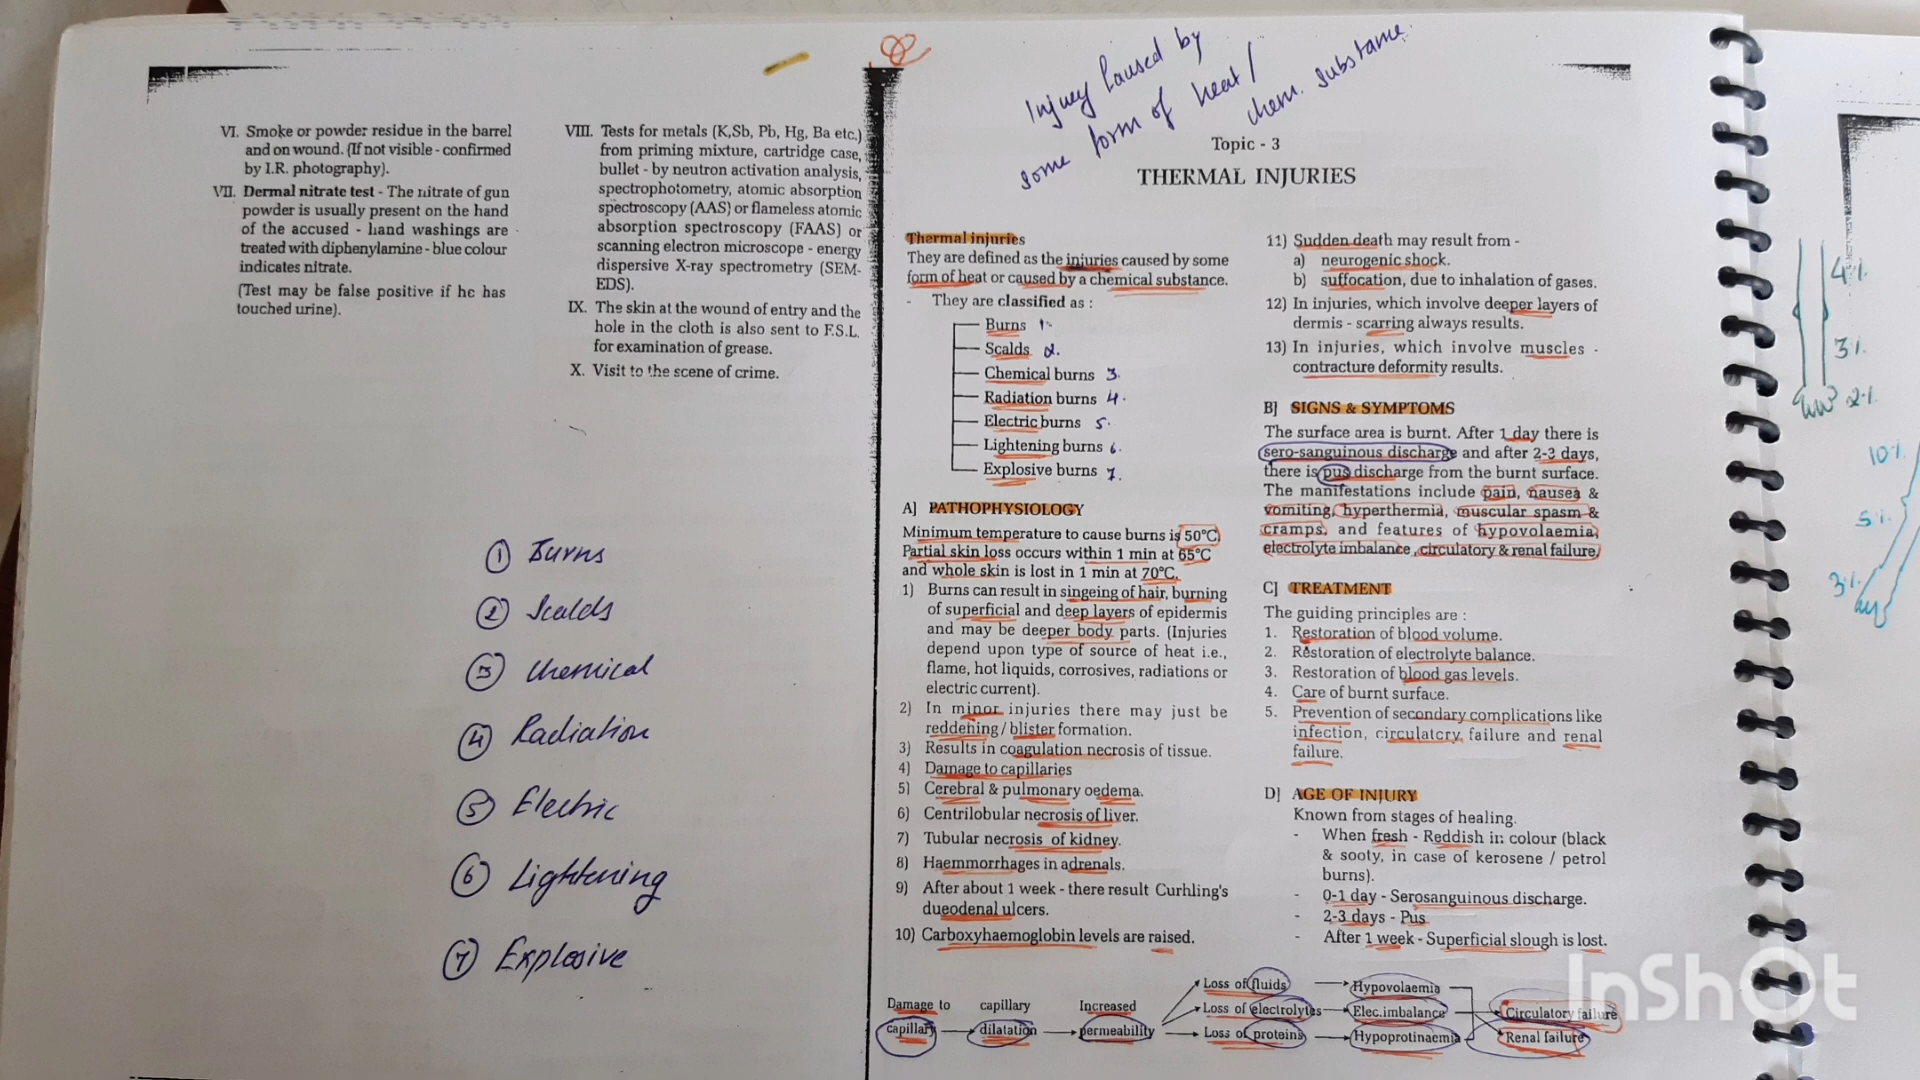 VI. Smoke or powder residue in the barrel
and on wound. (If not visible - confirmed
by I.R. photography).
VII. Dermal nitrate test - The nitrate of gun
powder is usually present on the hand
of the accused - hand washings are
treated with diphenylamine - blue colour
indicates nitrate.
(Test may be false positive if he has
touched urine).
VIII. Tests for metals (K,Sb, Pb, Hg, Ba etc.)
from priming mixture, cartridge case,
bullet - by neutron activation analysis,
spectrophotometry, atomic absorption
spectroscopy (AAS) or flameless atomic
absorption spectroscopy (FAAS) or
scanning electron microscope - energy
dispersive X-ray spectrometry (SEM-
EDS).
IX. The skin at the wound of entry and the
hole in the cloth is also sent to F.S.L.
for examination of grease.
X. Visit to the scene of crime.
1 Burns
2 Scalds
3 Chemical
4 Radiation
5 Electric
6 Lightening
7 Explosive
Injury Caused by
some form of heat /
chem. substame.
Topic - 3
THERMAL INJURIES
Thermal injuries
They are defined as the injuries caused by some
form of heat or caused by a chemical substance.
- They are classified as :
Burns 1.
Scalds 2.
Chemical burns 3.
Radiation burns 4.
Electric burns 5.
Lightening burns 6.
Explosive burns 7.
A] PATHOPHYSIOLOGY
Minimum temperature to cause burns is 50°C.
Partial skin loss occurs within 1 min at 65°C
and whole skin is lost in 1 min at 70°C.
1) Burns can result in singeing of hair, burning
of superficial and deep layers of epidermis
and may be deeper body parts. (Injuries
depend upon type of source of heat i.e.,
flame, hot liquids, corrosives, radiations or
electric current).
2) In minor injuries there may just be
reddening / blister formation.
3) Results in coagulation necrosis of tissue.
4) Damage to capillaries
5) Cerebral & pulmonary oedema.
6) Centrilobular necrosis of liver.
7) Tubular necrosis of kidney.
8) Haemmorrhages in adrenals.
9) After about 1 week - there result Curhling's
dueodenal ulcers.
10) Carboxyhaemoglobin levels are raised.
11) Sudden death may result from -
a) neurogenic shock.
b) suffocation, due to inhalation of gases.
12) In injuries, which involve deeper layers of
dermis - scarring always results.
13) In injuries, which involve muscles -
contracture deformity results.
B] SIGNS & SYMPTOMS
The surface area is burnt. After 1 day there is
sero-sanguinous discharge and after 2-3 days,
there is pus discharge from the burnt surface.
The manifestations include pain, nausea &
vomiting, hyperthermia, muscular spasm &
cramps, and features of hypovolaemia,
electrolyte imbalance, circulatory & renal failure,
C] TREATMENT
The guiding principles are :
1. Restoration of blood volume.
2. Restoration of electrolyte balance.
3. Restoration of blood gas levels.
4. Care of burnt surface.
5. Prevention of secondary complications like
infection, circulatory failure and renal
failure.
D] AGE OF INJURY
Known from stages of healing.
- When fresh - Reddish in colour (black
& sooty, in case of kerosene / petrol
burns).
- 0-1 day - Serosanguinous discharge.
- 2-3 days - Pus
- After 1 week - Superficial slough is lost.
Damage to capillary
capillary dilatation
Increased permeability
Loss of fluids Hypovolaemia
Loss of electrolytes Elec.imbalance Circulatory failure
Loss of proteins Hypoprotinaemia Renal failure
4%
3%
2%
10%
5%
3%
InShOt